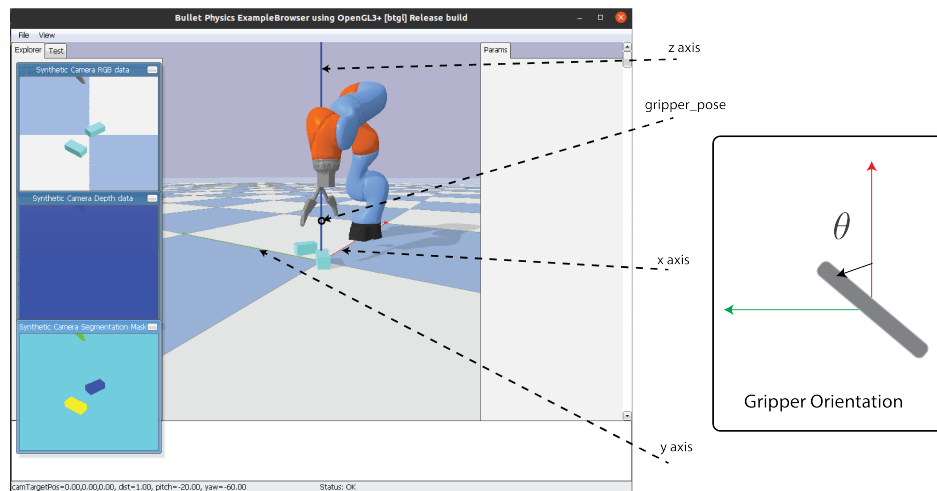 Bullet Physics ExampleBrowser using OpenGL3+ [btgl] Release build
File View
Explorer Test
Params
Synthetic Camera RGB data
Synthetic Camera Depth data
Synthetic Camera Segmentation Mask
z axis
gripper_pose
x axis
y axis
θ
Gripper Orientation
camTargetPos=0.00,0.00,0.00, dist=1.00, pitch=-20.00, yaw=-60.00
Status: OK